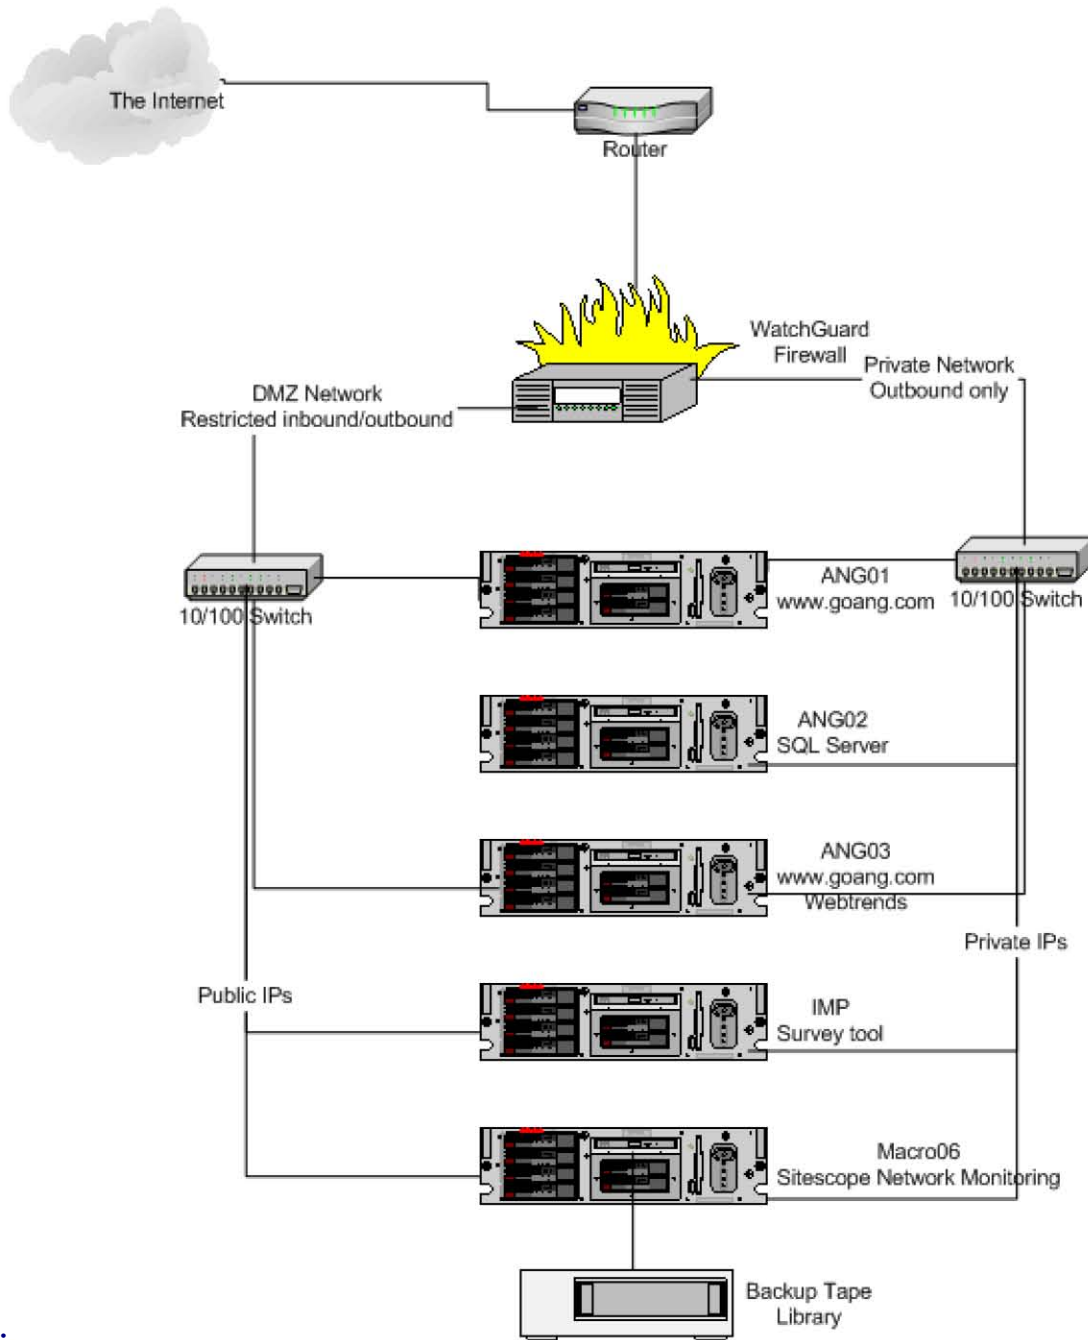 The Internet
Router
WatchGuard
Firewall
Private Network
Outbound only
DMZ Network
Restricted inbound/outbound
10/100 Switch
ANG01
www.goang.com
10/100 Switch
ANG02
SQL Server
ANG03
www.goang.com
Webtrends
Private IPs
Public IPs
IMP
Survey tool
Macro06
Sitescope Network Monitoring
Backup Tape
Library